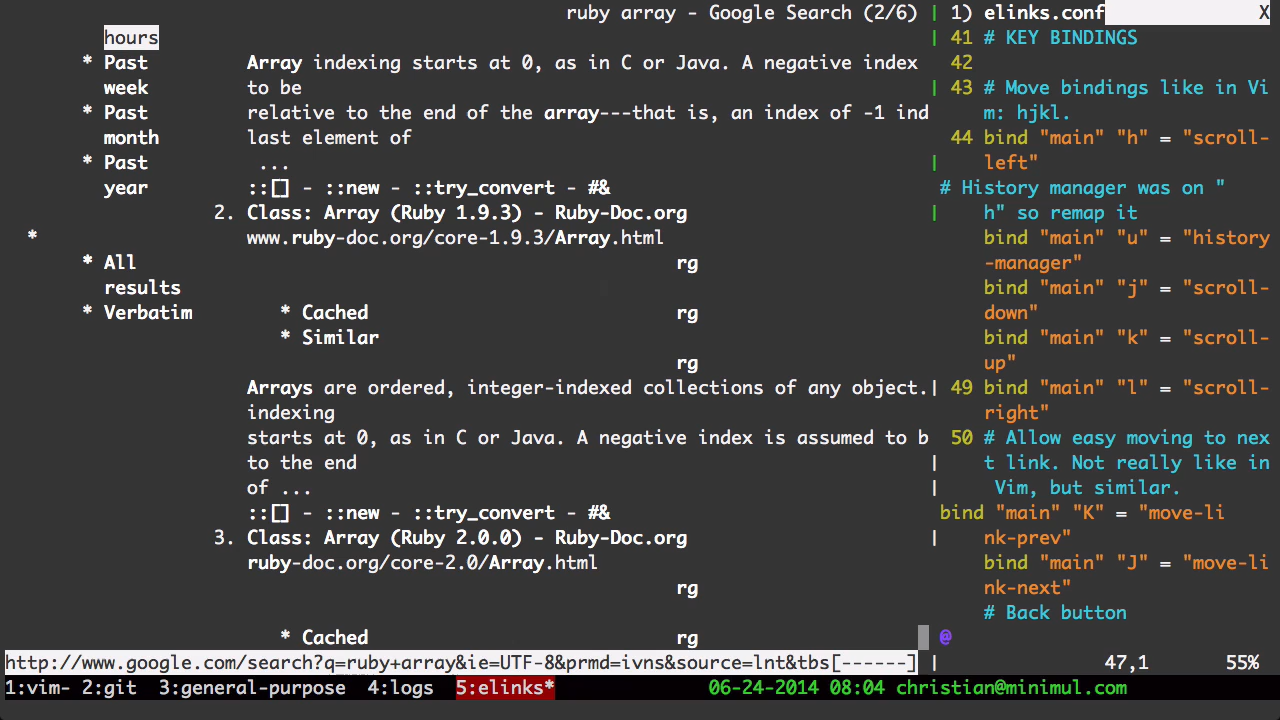 ruby array - Google Search (2/6)
hours
* Past Array indexing starts at 0, as in C or Java. A negative index
week to be
* Past relative to the end of the array---that is, an index of -1 ind
month last element of
* Past ...
year ::[] - ::new - ::try_convert - #&
2. Class: Array (Ruby 1.9.3) - Ruby-Doc.org
* www.ruby-doc.org/core-1.9.3/Array.html
* All rg
results
* Verbatim * Cached rg
* Similar
rg
Arrays are ordered, integer-indexed collections of any object.
indexing
starts at 0, as in C or Java. A negative index is assumed to b
to the end
of ...
::[] - ::new - ::try_convert - #&
3. Class: Array (Ruby 2.0.0) - Ruby-Doc.org
ruby-doc.org/core-2.0/Array.html
rg
* Cached rg
http://www.google.com/search?q=ruby+array&ie=UTF-8&prmd=ivns&source=lnt&tbs[------]
| 1) elinks.conf X
| 41 # KEY BINDINGS
42
| 43 # Move bindings like in Vi
m: hjkl.
44 bind "main" "h" = "scroll-
| left"
# History manager was on "
| h" so remap it
bind "main" "u" = "history
| -manager"
bind "main" "j" = "scroll-
| down"
bind "main" "k" = "scroll-
up"
| 49 bind "main" "l" = "scroll-
right"
50 # Allow easy moving to nex
| t link. Not really like in
| Vim, but similar.
bind "main" "K" = "move-li
| nk-prev"
bind "main" "J" = "move-li
nk-next"
# Back button
@
| 47,1 55%
1:vim- 2:git 3:general-purpose 4:logs 5:elinks* 06-24-2014 08:04 christian@minimul.com